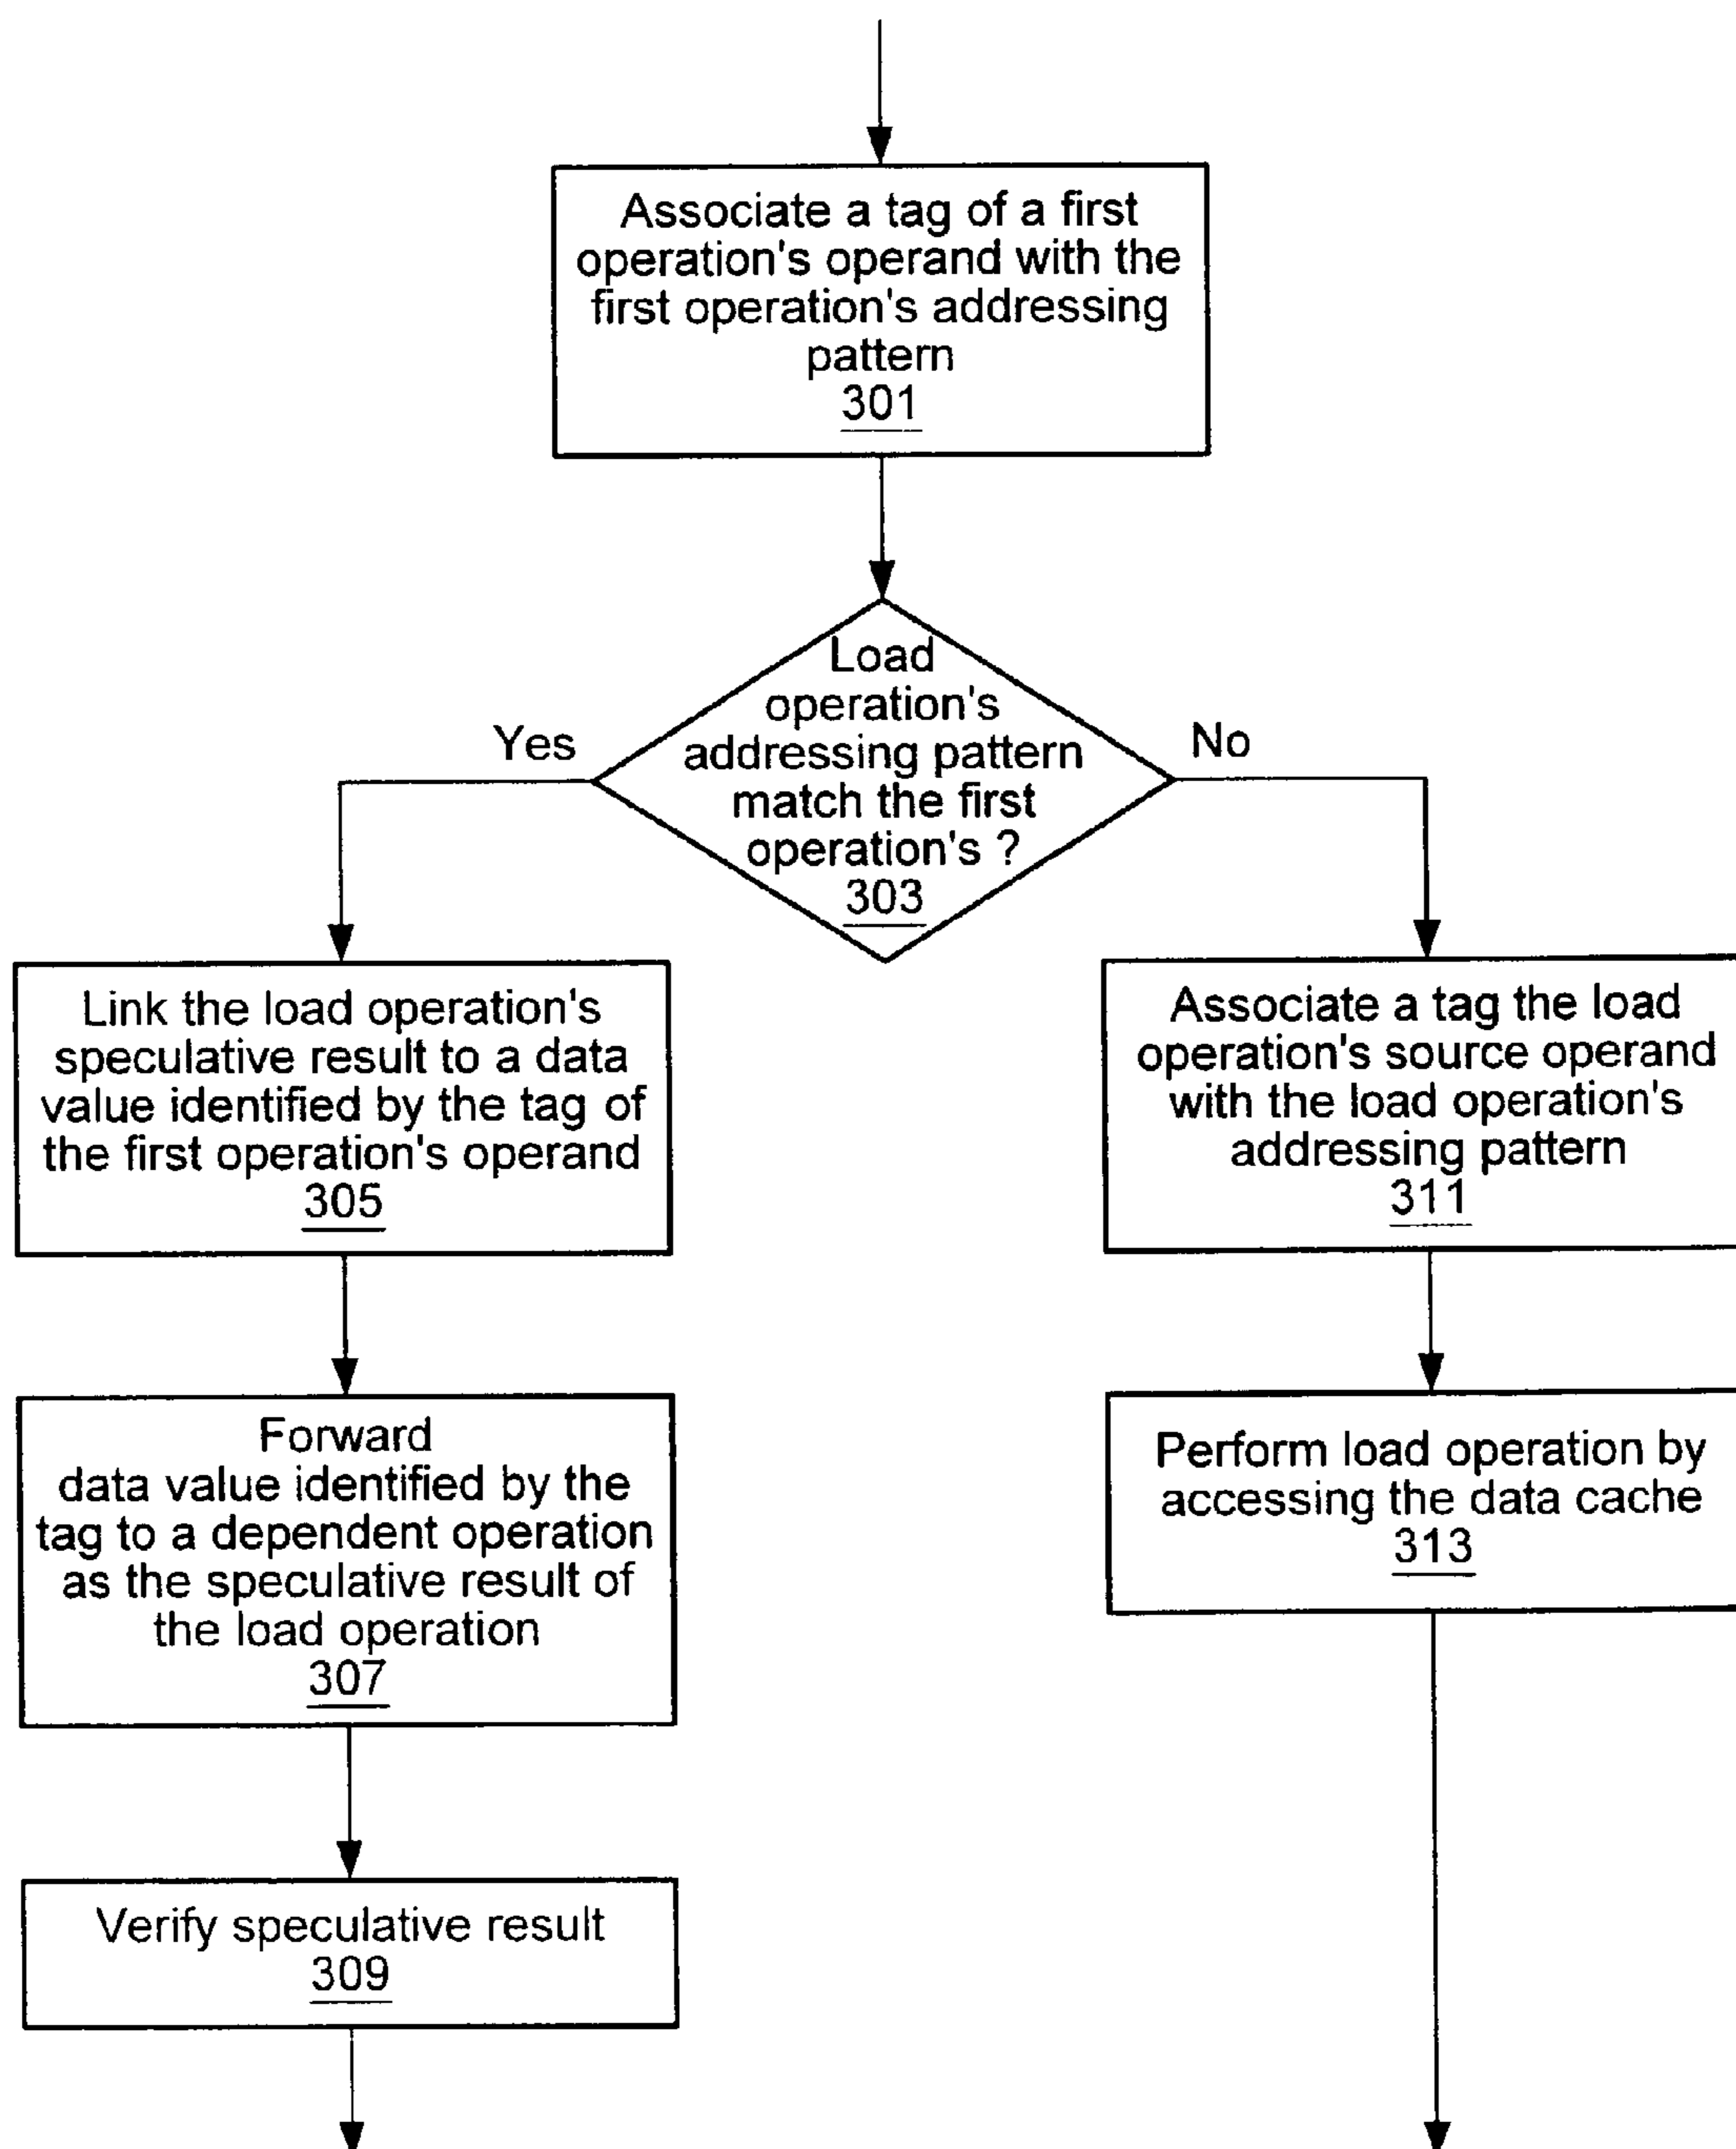 Associate a tag of a first
operation's operand with the
first operation's addressing
pattern
301
Load
operation's
addressing pattern
match the first
operation's ?
303
Yes
No
Link the load operation's
speculative result to a data
value identified by the tag of
the first operation's operand
305
Forward
data value identified by the
tag to a dependent operation
as the speculative result of
the load operation
307
Verify speculative result
309
Associate a tag the load
operation's source operand
with the load operation's
addressing pattern
311
Perform load operation by
accessing the data cache
313